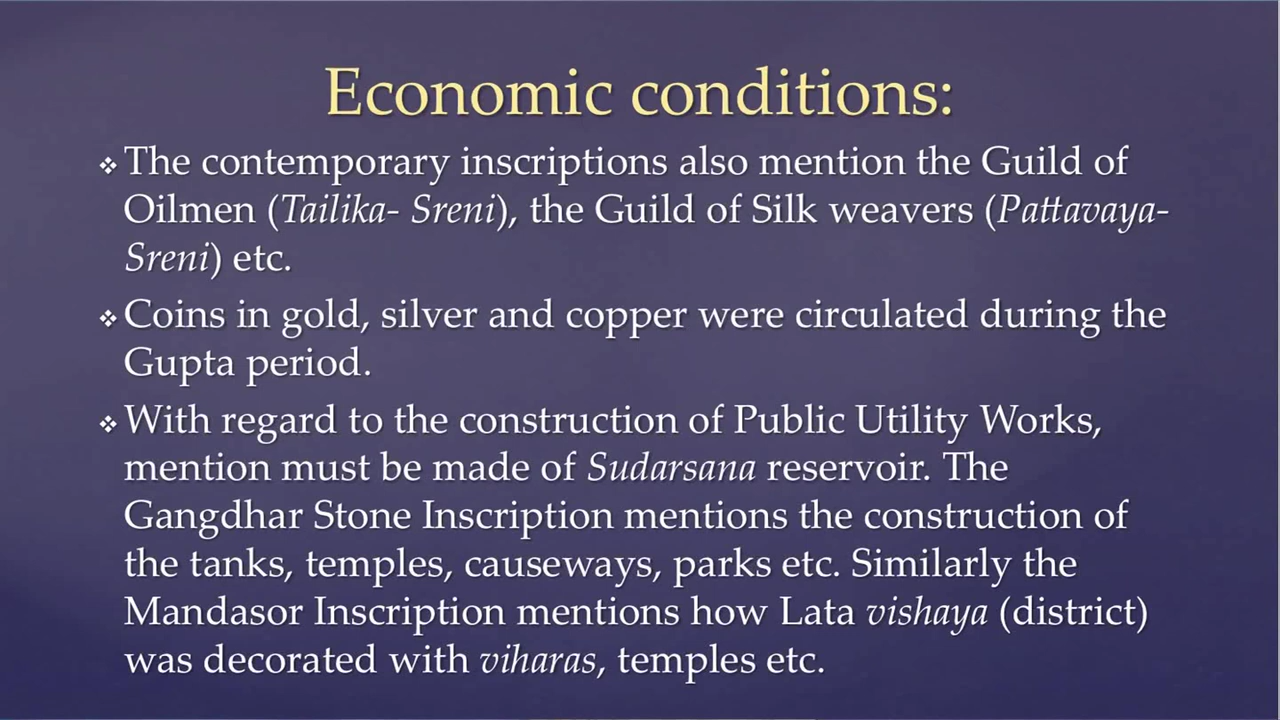 Economic conditions:
❖ The contemporary inscriptions also mention the Guild of
Oilmen (Tailika- Sreni), the Guild of Silk weavers (Pattavaya-
Sreni) etc.
❖ Coins in gold, silver and copper were circulated during the
Gupta period.
❖ With regard to the construction of Public Utility Works,
mention must be made of Sudarsana reservoir. The
Gangdhar Stone Inscription mentions the construction of
the tanks, temples, causeways, parks etc. Similarly the
Mandasor Inscription mentions how Lata vishaya (district)
was decorated with viharas, temples etc.